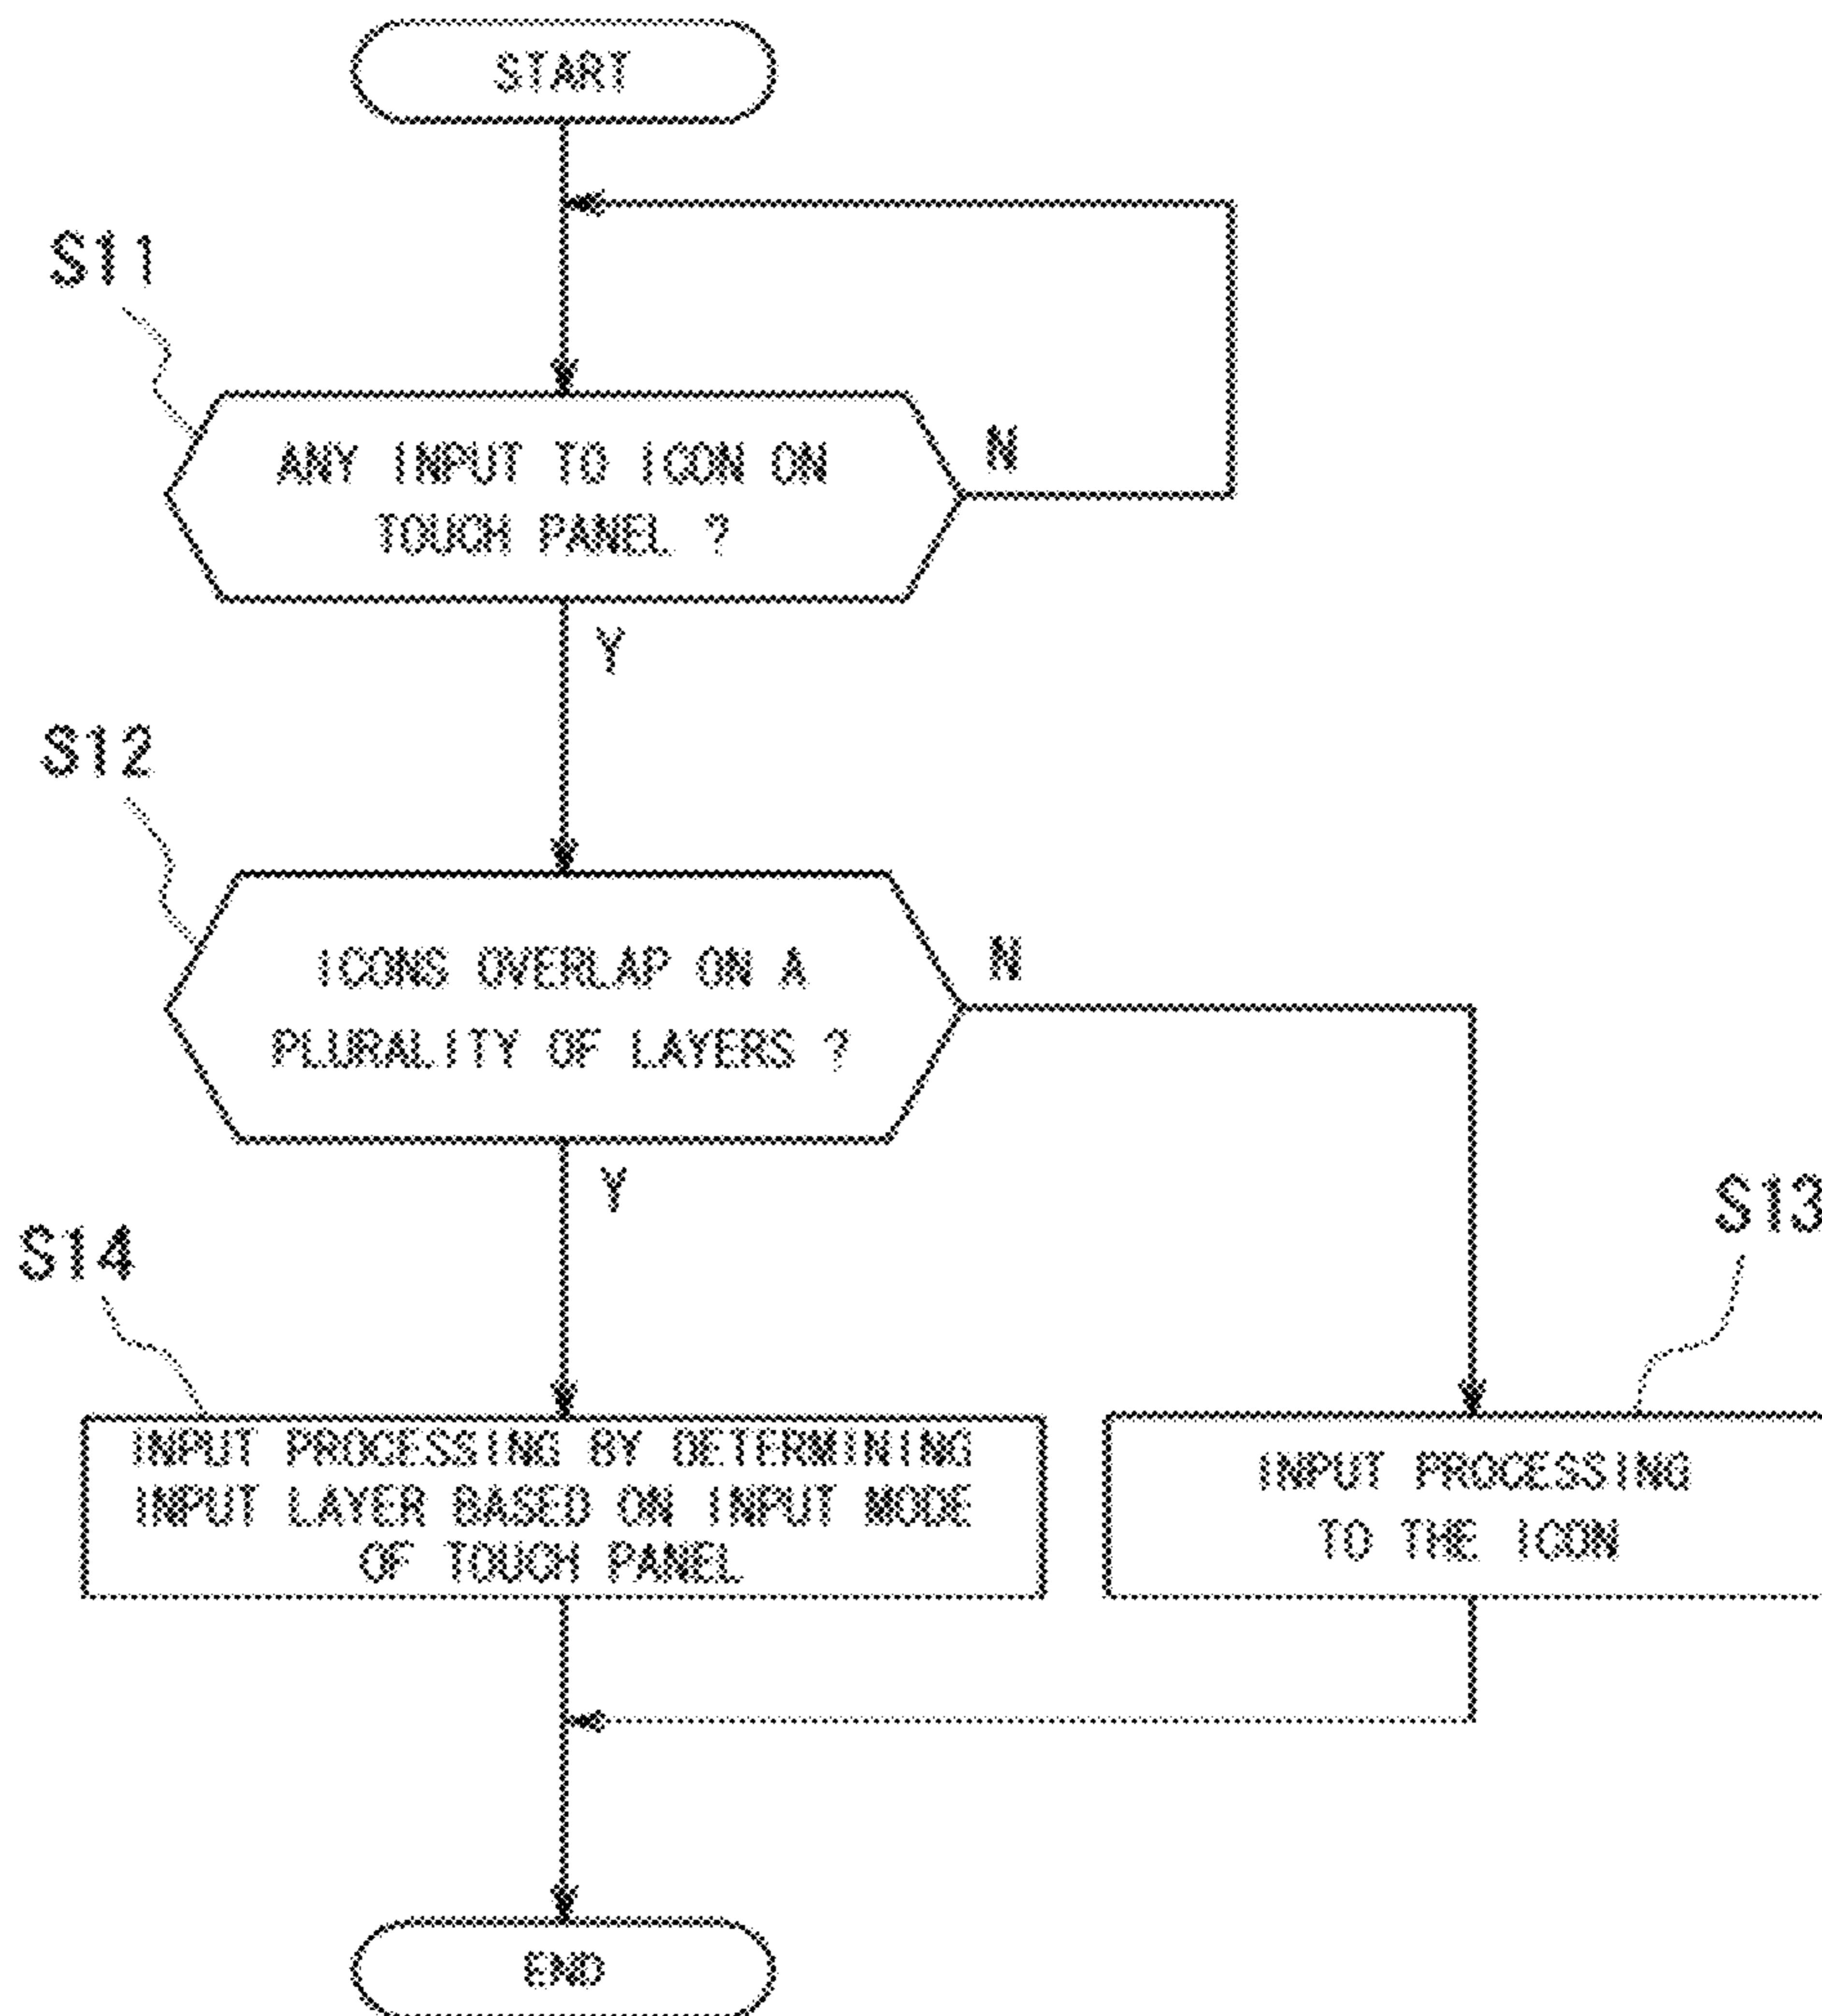 START
S11
ANY INPUT TO ICON ON
TOUCH PANEL ?
N
Y
S12
ICONS OVERLAP ON A
PLURALITY OF LAYERS ?
N
Y
S13
S14
INPUT PROCESSING BY DETERMINING
INPUT LAYER BASED ON INPUT MODE
OF TOUCH PANEL
INPUT PROCESSING
TO THE ICON
END